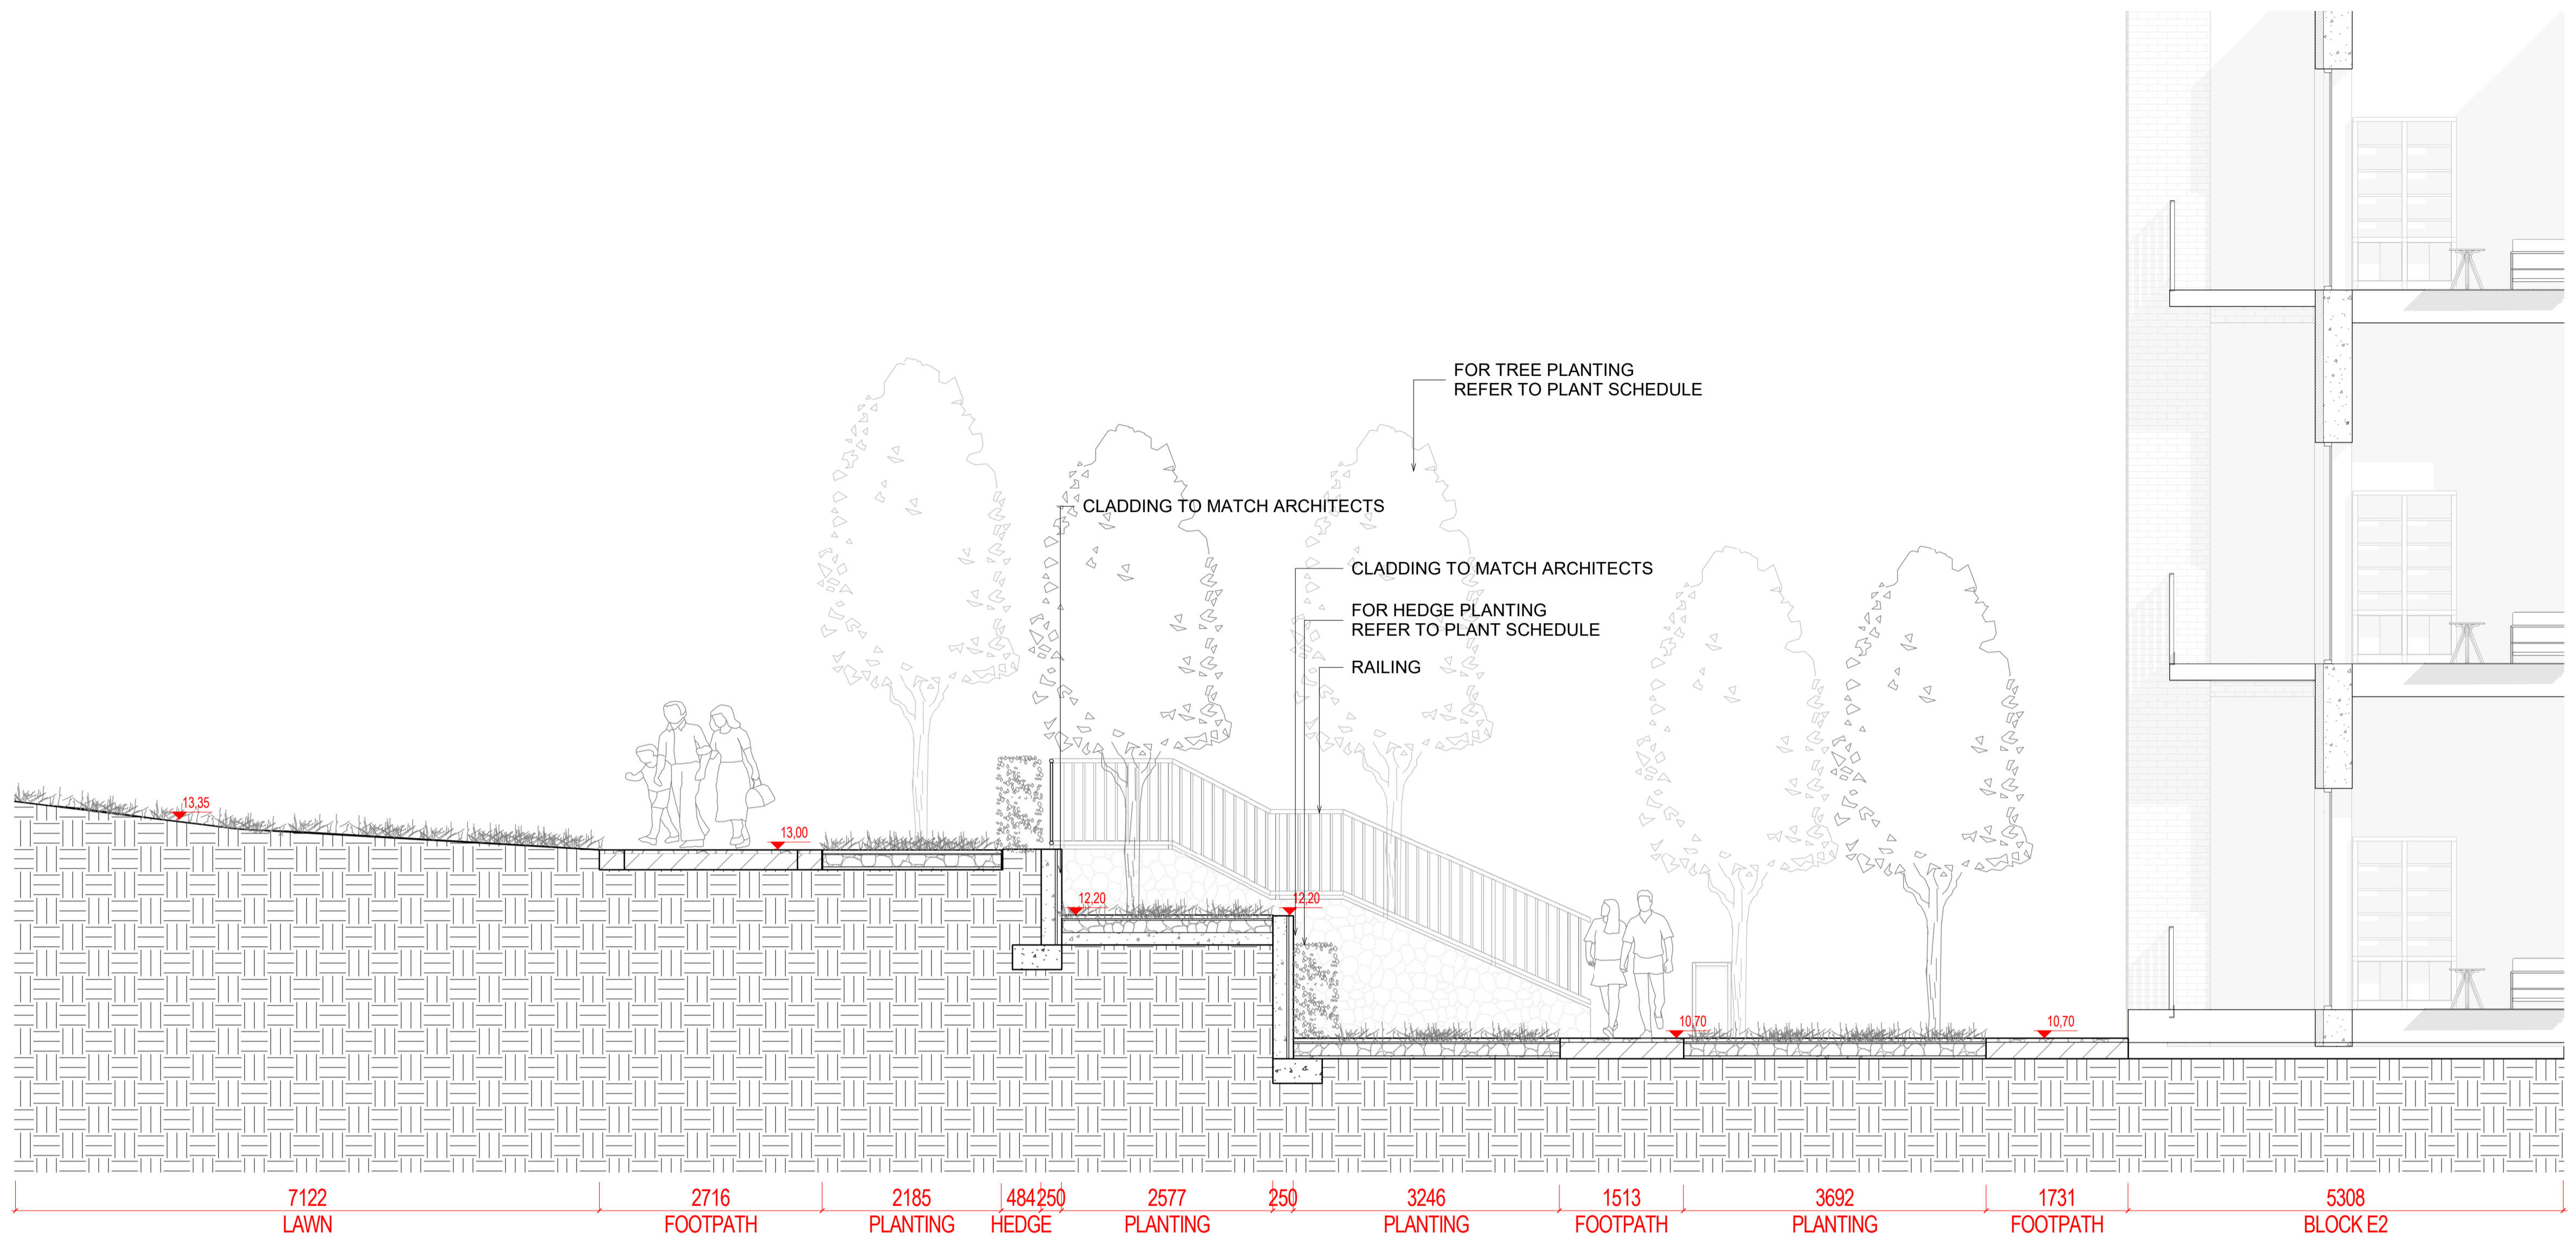 FOR TREE PLANTING
REFER TO PLANT SCHEDULE
CLADDING TO MATCH ARCHITECTS
CLADDING TO MATCH ARCHITECTS
FOR HEDGE PLANTING
REFER TO PLANT SCHEDULE
RAILING
13,35
13,00
12,20
12,20
10,70
10,70
7122
LAWN
2716
FOOTPATH
2185
PLANTING
484
HEDGE
250
2577
PLANTING
250
3246
PLANTING
1513
FOOTPATH
3692
PLANTING
1731
FOOTPATH
5308
BLOCK E2